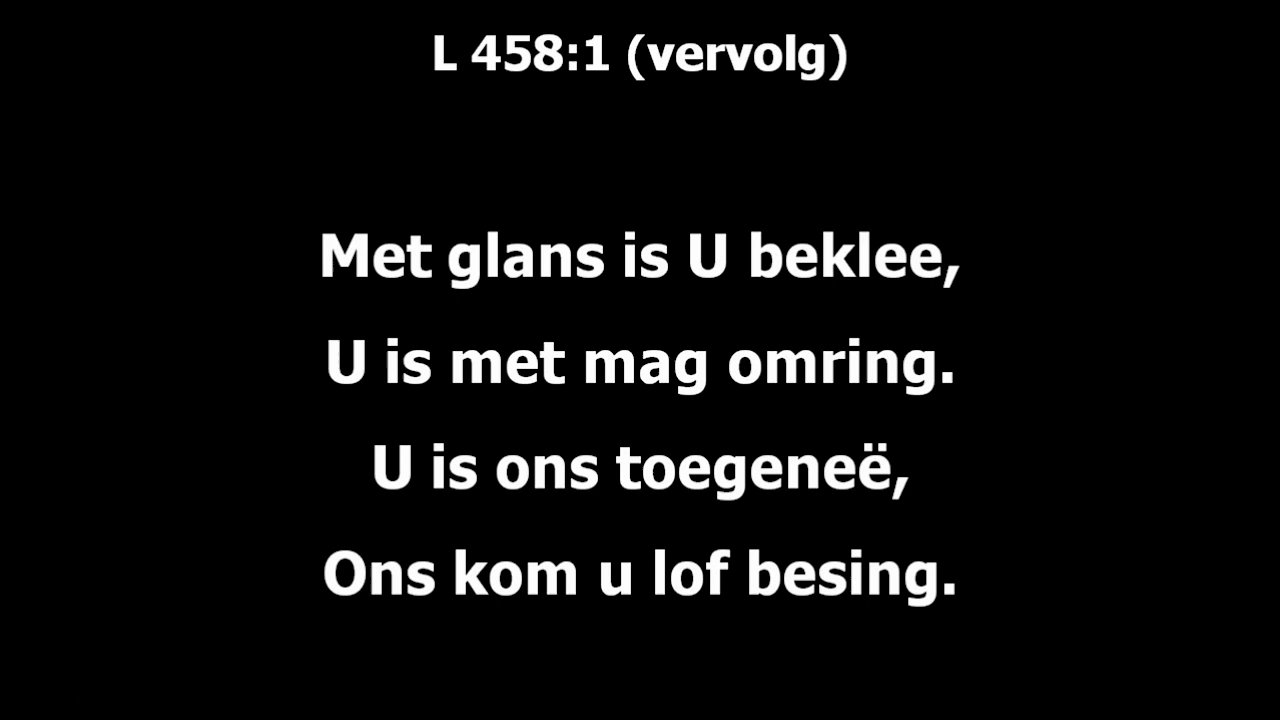 L 458:1 (vervolg)
Met glans is U beklee,
U is met mag omring.
U is ons toegeneë,
Ons kom u lof besing.